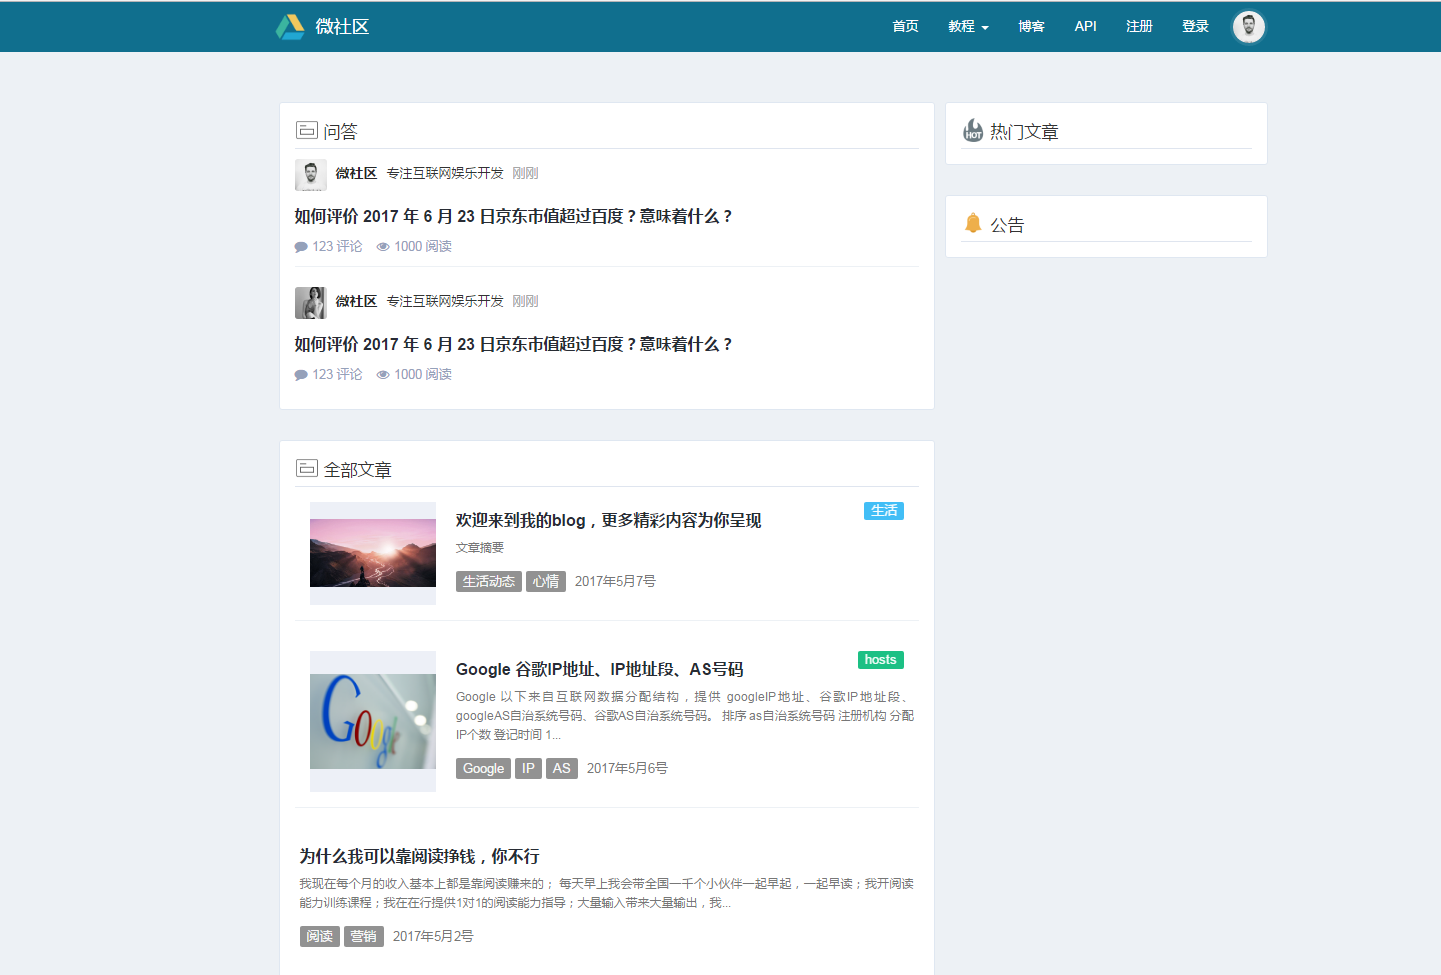 微社区
首页 教程 博客 API 注册 登录
问答
微社区 专注互联网娱乐开发 刚刚
如何评价 2017 年 6 月 23 日京东市值超过百度？意味着什么？
123 评论 1000 阅读
微社区 专注互联网娱乐开发 刚刚
如何评价 2017 年 6 月 23 日京东市值超过百度？意味着什么？
123 评论 1000 阅读
HOT 热门文章
公告
全部文章
欢迎来到我的blog，更多精彩内容为你呈现 生活
文章摘要
生活动态 心情 2017年5月7号
Google
Google 谷歌IP地址、IP地址段、AS号码 hosts
Google 以下来自互联网数据分配结构，提供 googleIP地址、谷歌IP地址段、
googleAS自治系统号码、谷歌AS自治系统号码。 排序 as自治系统号码 注册机构 分配
IP个数 登记时间 1...
Google IP AS 2017年5月6号
为什么我可以靠阅读挣钱，你不行
我现在每个月的收入基本上都是靠阅读赚来的； 每天早上我会带全国一千个小伙伴一起早起，一起早读；我开阅读
能力训练课程；我在在行提供1对1的阅读能力指导；大量输入带来大量输出，我...
阅读 营销 2017年5月2号